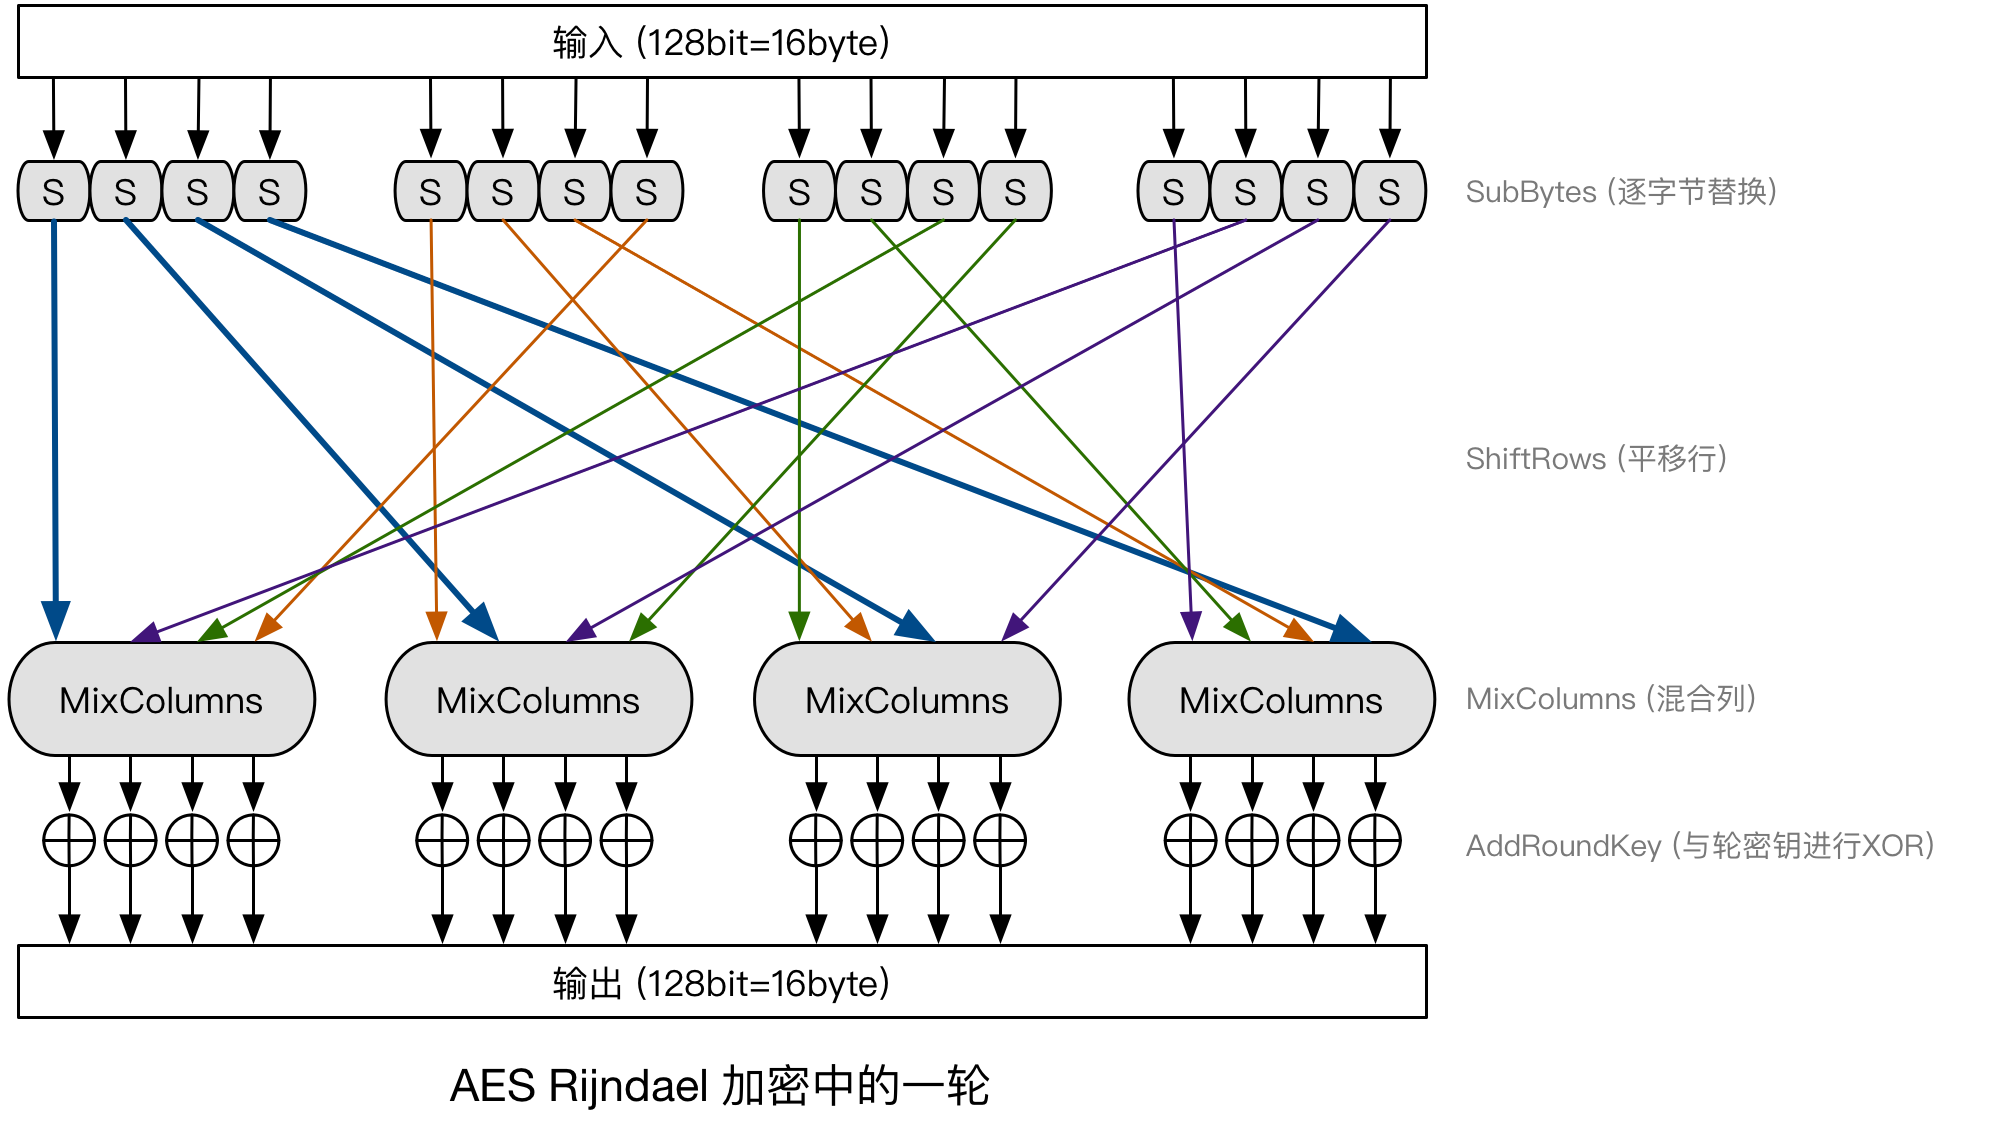 输入 (128bit=16byte)
S S S S S S S S S S S S S S S S
SubBytes (逐字节替换)
ShiftRows (平移行)
MixColumns MixColumns MixColumns MixColumns
MixColumns (混合列)
AddRoundKey (与轮密钥进行XOR)
输出 (128bit=16byte)
AES Rijndael 加密中的一轮